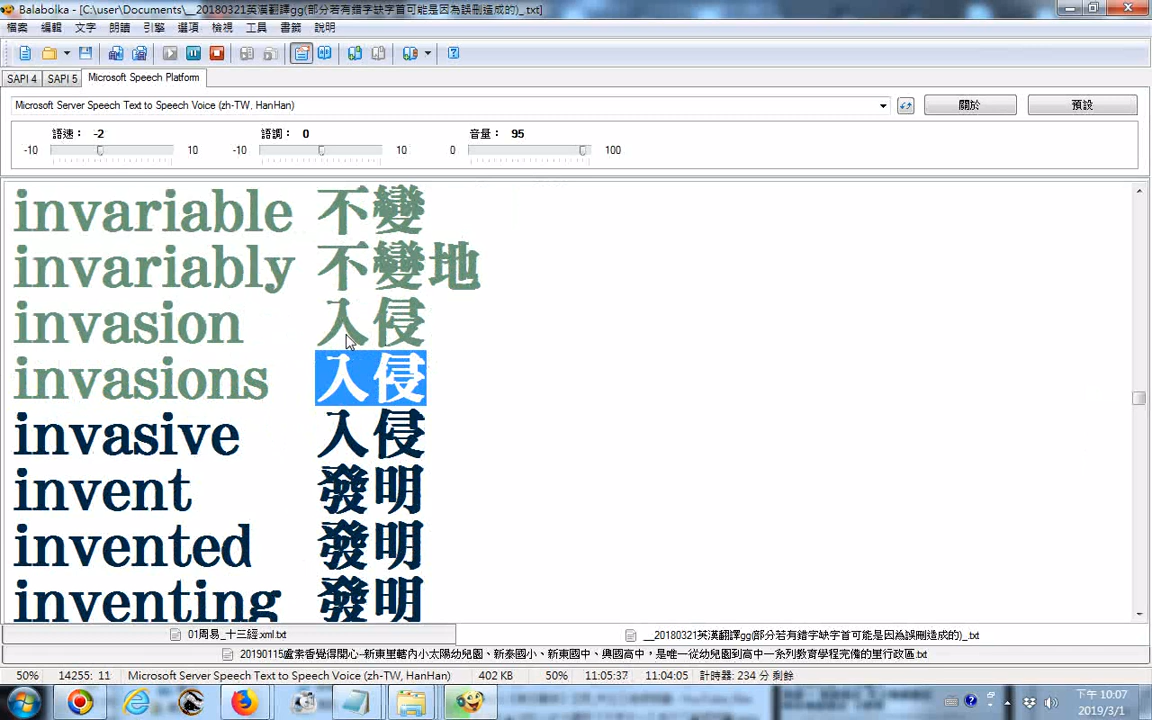 Balabolka - [C:\user\Documents\__20180321英漢翻譯gg(部分若有錯字缺字首可能是因為誤刪造成的)_.txt]
檔案 編輯 文字 朗讀 引擎 選項 檢視 工具 書籤 說明
SAPI 4 SAPI 5 Microsoft Speech Platform
Microsoft Server Speech Text to Speech Voice (zh-TW, HanHan) 關於 預設
語速： -2 語調： 0 音量： 95
-10 10 -10 10 0 100
invariable 不變
invariably 不變地
invasion 入侵
invasions 入侵
invasive 入侵
invent 發明
invented 發明
inventing 發明
01周易_十三經.xml.txt __20180321英漢翻譯gg(部分若有錯字缺字首可能是因為誤刪造成的)_.txt
20190115盧素香覺得開心--新東里轄內小太陽幼兒園、新泰國小、新東國中、興國高中，是唯一從幼兒園到高中一系列教育學程完備的里行政區.txt
50% 14255: 11 Microsoft Server Speech Text to Speech Voice (zh-TW, HanHan) 402 KB 50% 11:05:37 11:04:05 計時器: 234 分 剩餘
下午 10:07
2019/3/1